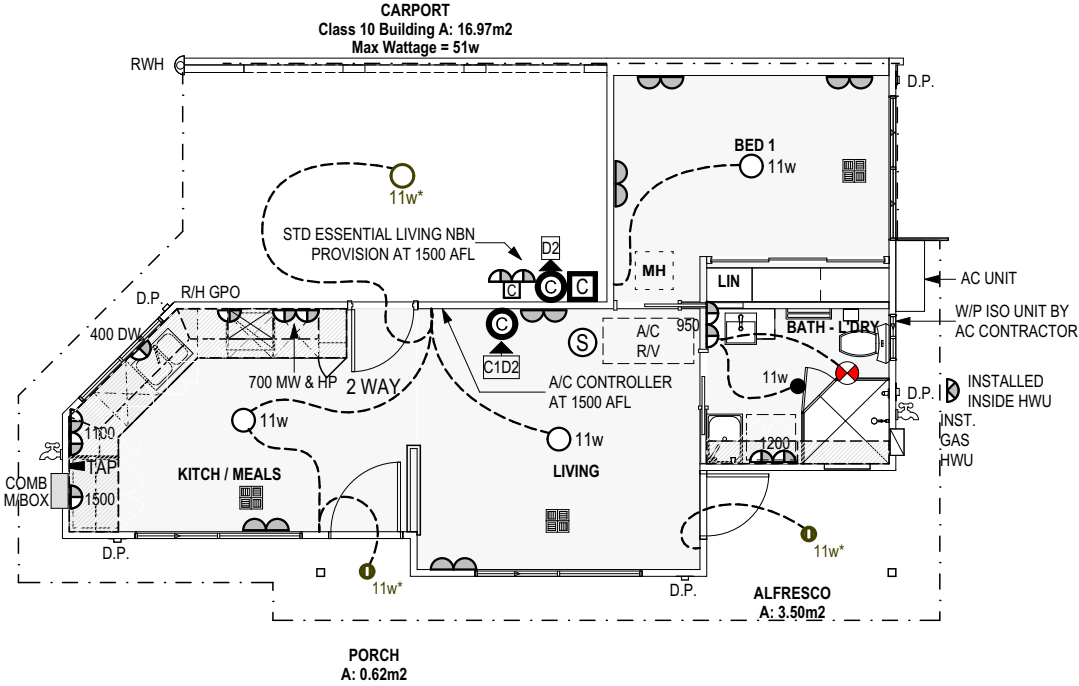 CARPORT
Class 10 Building A: 16.97m2
Max Wattage = 51w
RWH
D.P.
BED 1
11w
11w*
STD ESSENTIAL LIVING NBN
PROVISION AT 1500 AFL
D2
C
C
C
MH
LIN
AC UNIT
R/H GPO
D.P.
W/P ISO UNIT BY
AC CONTRACTOR
400 DW
C
C1D2
S
A/C
R/V
950
BATH - L'DRY
700 MW & HP
2 WAY
A/C CONTROLLER
AT 1500 AFL
11w
D.P.
INSTALLED
INSIDE HWU
INST.
GAS
HWU
11w
11w
1100
1200
TAP
KITCH / MEALS
LIVING
COMB
M/BOX
1500
D.P.
11w*
11w*
D.P.
ALFRESCO
A: 3.50m2
PORCH
A: 0.62m2